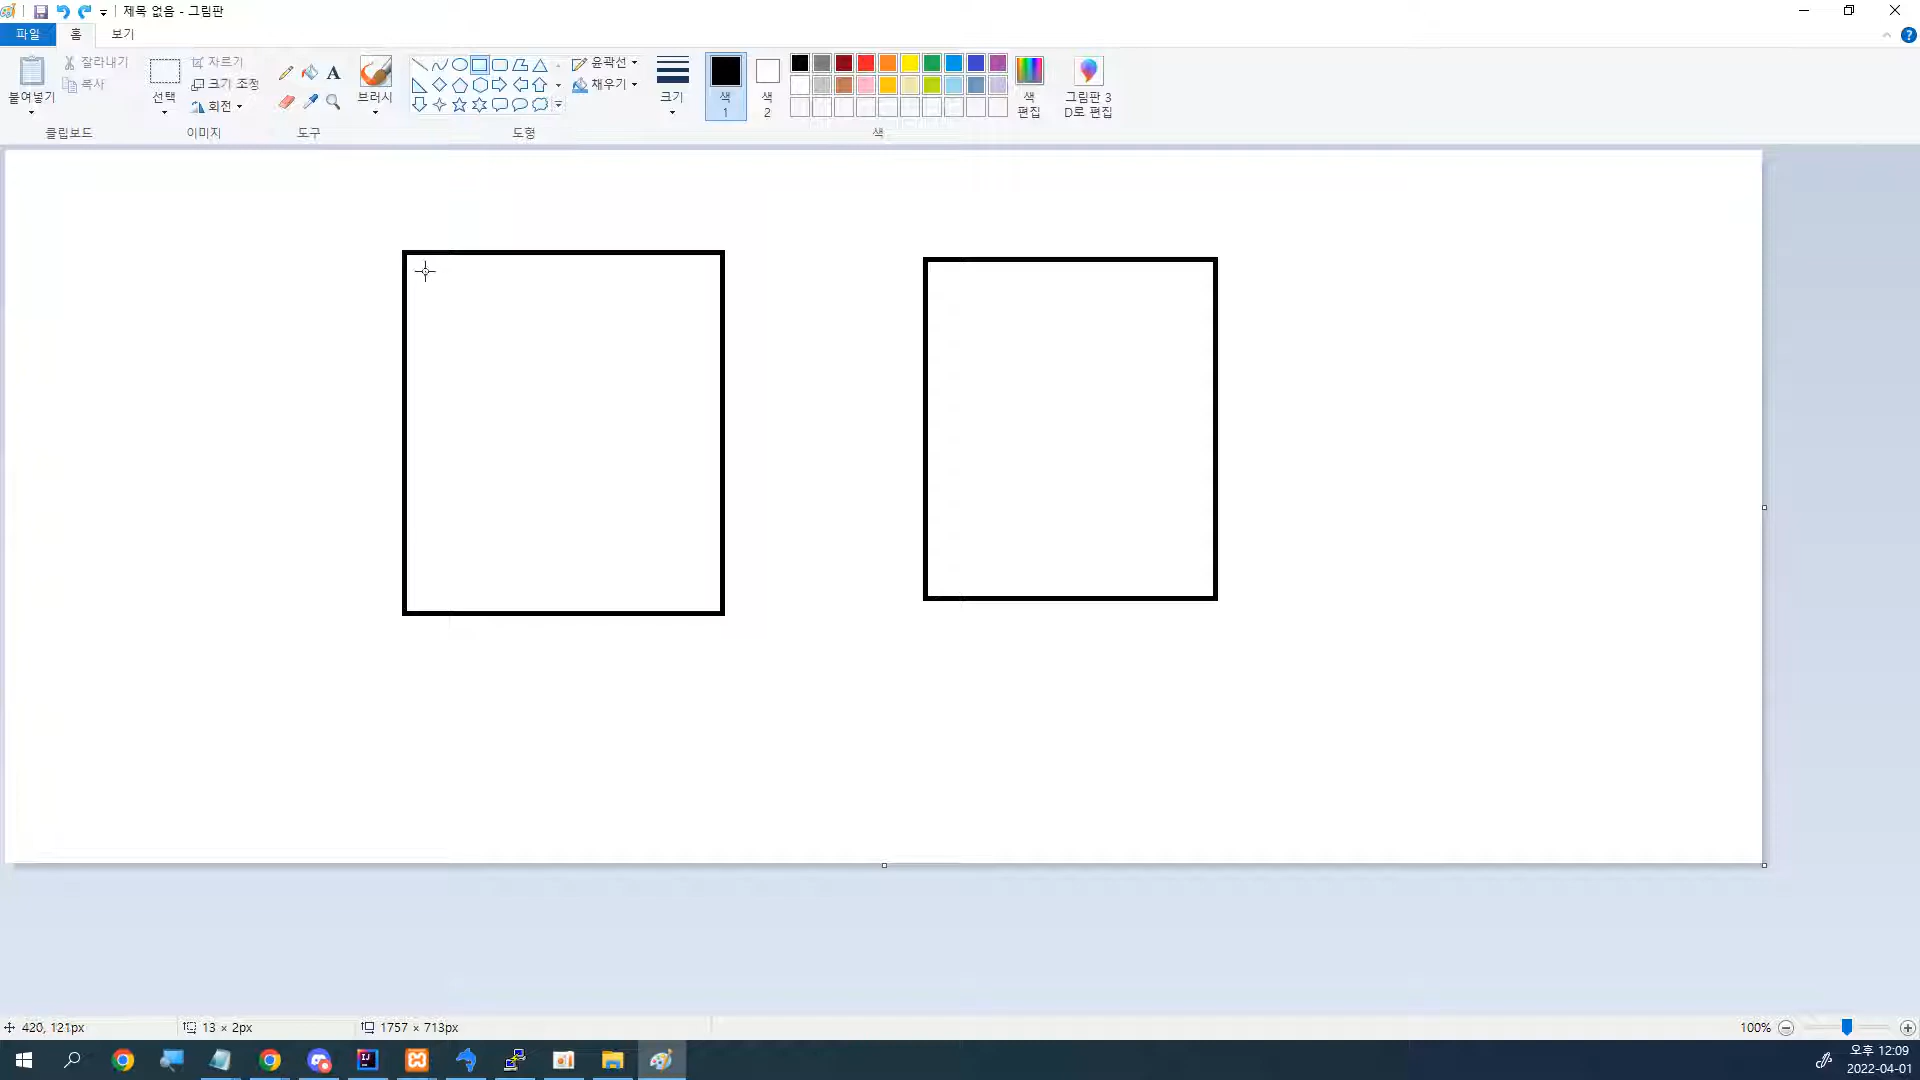 제목 없음 - 그림판
파일
홈
보기
붙여넣기
잘라내기
복사
클립보드
선택
자르기
크기 조정
회전
이미지
A
도구
브러시
윤곽선
채우기
도형
크기
색
1
색
2
색
편집
그림판 3
D로 편집
색
420, 121px
13 × 2px
1757 × 713px
100%
오후 12:09
2022-04-01